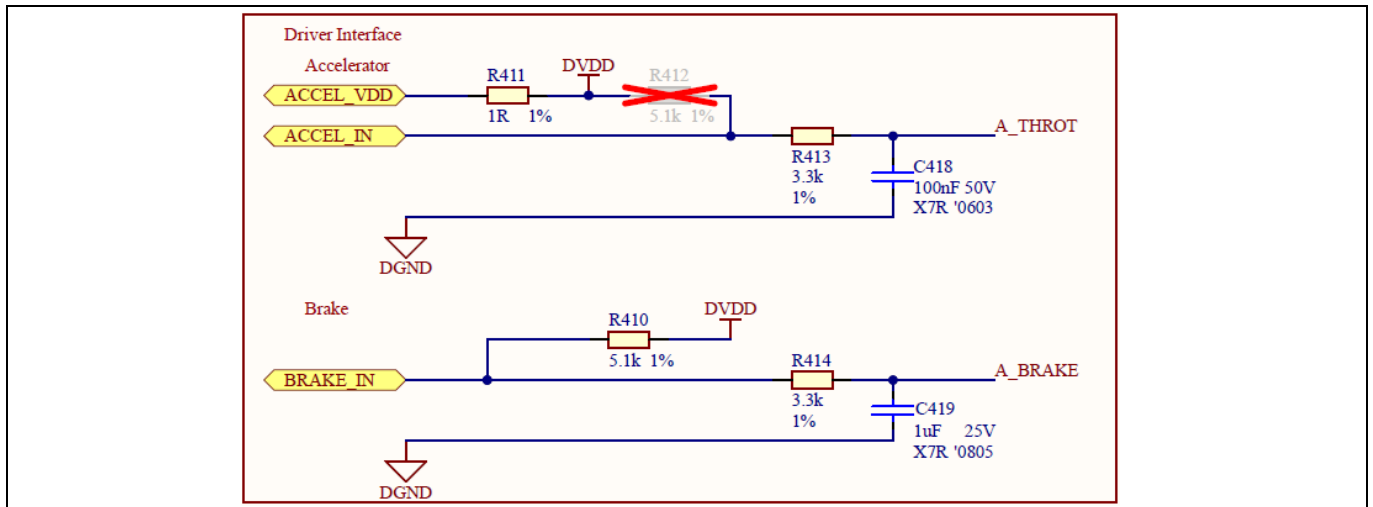 Driver Interface
Accelerator
R411
DVDD
R412
ACCEL_VDD
1R 1%
5.1k 1%
ACCEL_IN
A_THROT
R413
3.3k
1%
C418
100nF 50V
X7R '0603
DGND
Brake
R410
DVDD
5.1k 1%
R414
BRAKE_IN
A_BRAKE
3.3k
1%
C419
1uF 25V
X7R '0805
DGND